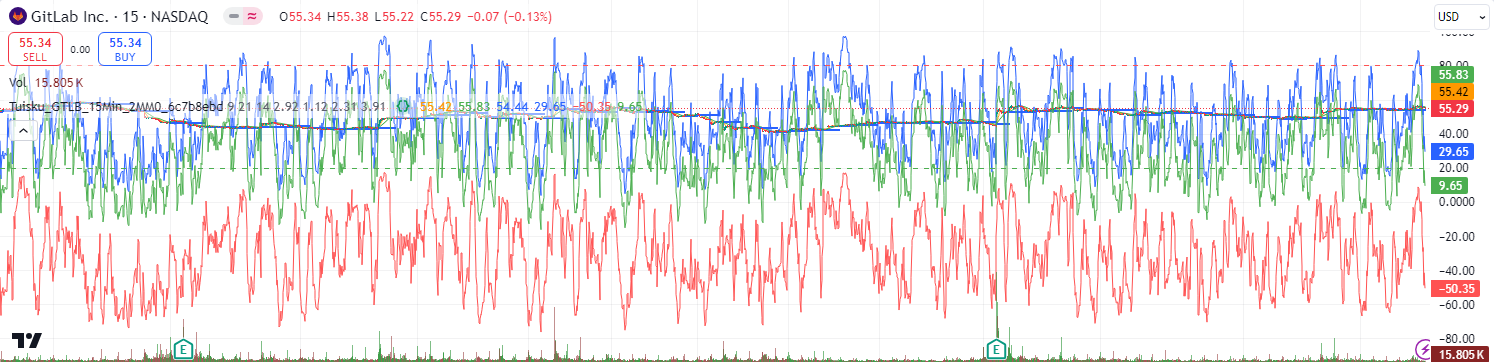 GitLab Inc. · 15 · NASDAQ O55.34 H55.38 L55.22 C55.29 −0.07 (−0.13%)
USD
55.34 SELL 0.00 55.34 BUY
Vol 15.805 K
Tuisku_GTLB_15Min_2MM0_6c7b8ebd 9 21 14 2.92 1.12 2.31 3.91 55.42 55.83 54.44 29.65 −50.35 9.65
80.00
55.83
55.42
55.29
40.00
29.65
20.00
9.65
0.0000
−20.00
−40.00
−50.35
−60.00
−80.00
15.805 K
E
E